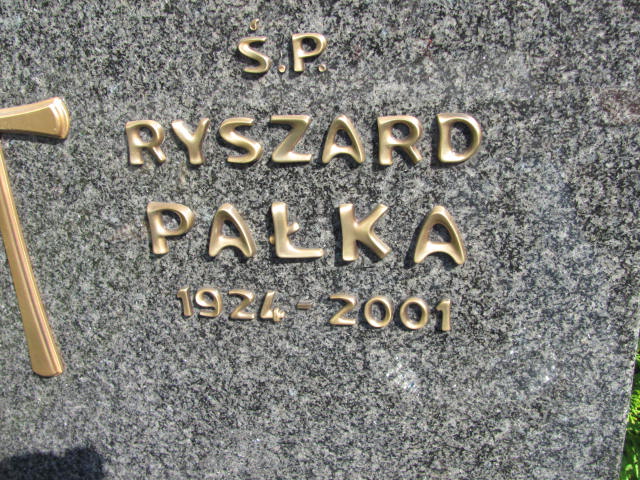 Ś.P.
RYSZARD
PAŁKA
1924-2001